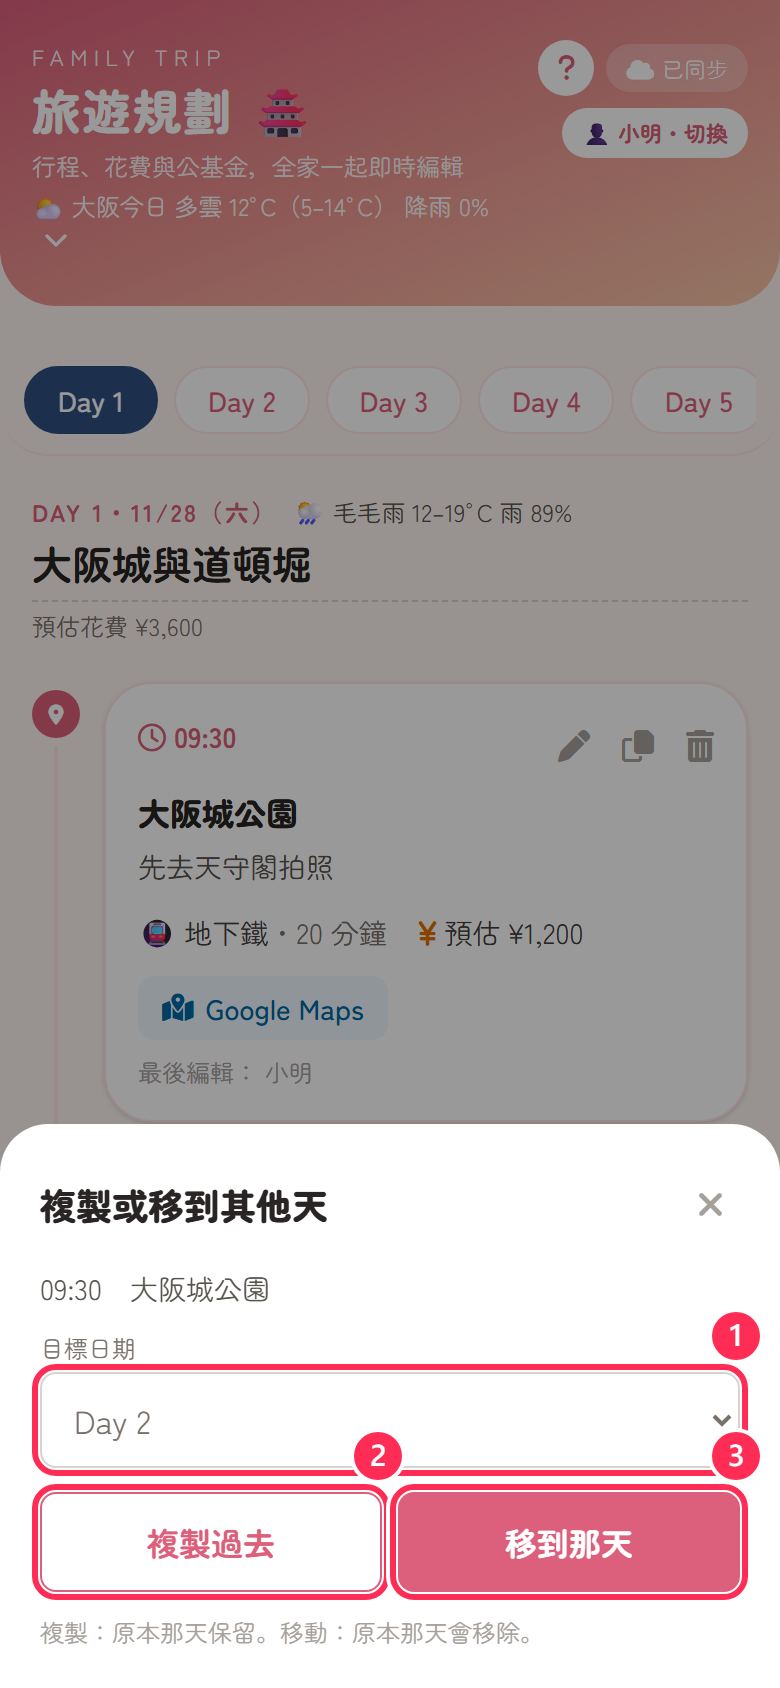 FAMILY TRIP
?
已同步
旅遊規劃
小明・切換
行程、花費與公基金，全家一起即時編輯
大阪今日 多雲 12°C（5–14°C） 降雨 0%
Day 1
Day 2
Day 3
Day 4
Day 5
DAY 1・11/28（六） 毛毛雨 12–19°C 雨 89%
大阪城與道頓堀
預估花費 ¥3,600
09:30
大阪城公園
先去天守閣拍照
地下鐵・20 分鐘 ¥ 預估 ¥1,200
Google Maps
最後編輯： 小明
複製或移到其他天
09:30 大阪城公園
目標日期
1
Day 2
2
3
複製過去
移到那天
複製：原本那天保留。移動：原本那天會移除。